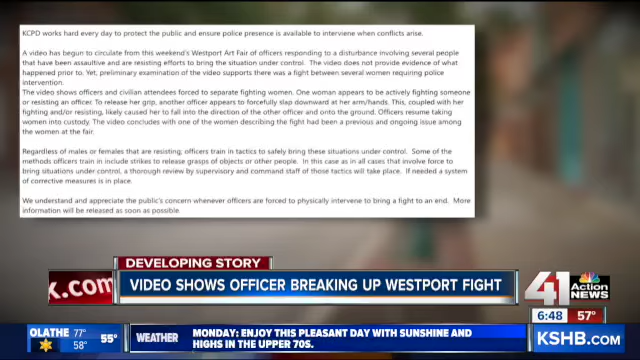 KCPD works hard every day to protect the public and ensure police presence is available to intervene when conflicts arise.
A video has begun to circulate from this weekend's Westport Art Fair of officers responding to a disturbance involving several people
that have been assaultive and are resisting efforts to bring the situation under control. The video does not provide evidence of what
happened prior to. Yet, preliminary examination of the video supports there was a fight between several women requiring police
intervention.
The video shows officers and civilian attendees forced to separate fighting women. One woman appears to be actively fighting someone
or resisting an officer. To release her grip, another officer appears to forcefully slap downward at her arm/hands. This, coupled with her
fighting and/or resisting, likely caused her to fall into the direction of the other officer and onto the ground. Officers resume taking
women into custody. The video concludes with one of the women describing the fight had been a previous and ongoing issue among
the women at the fair.
Regardless of males or females that are resisting; officers train in tactics to safely bring these situations under control. Some of the
methods officers train in include strikes to release grasps of objects or other people. In this case as in all cases that involve force to
bring situations under control, a thorough review by supervisory and command staff of those tactics will take place. If needed a system
of corrective measures is in place.
We understand and appreciate the public's concern whenever officers are forced to physically intervene to bring a fight to an end. More
information will be released as soon as possible.
DEVELOPING STORY
k.com
VIDEO SHOWS OFFICER BREAKING UP WESTPORT FIGHT
41 Action
NEWS
6:48 57°
OLATHE 77° 58° 55°
WEATHER
MONDAY: ENJOY THIS PLEASANT DAY WITH SUNSHINE AND
HIGHS IN THE UPPER 70S.
KSHB.COM